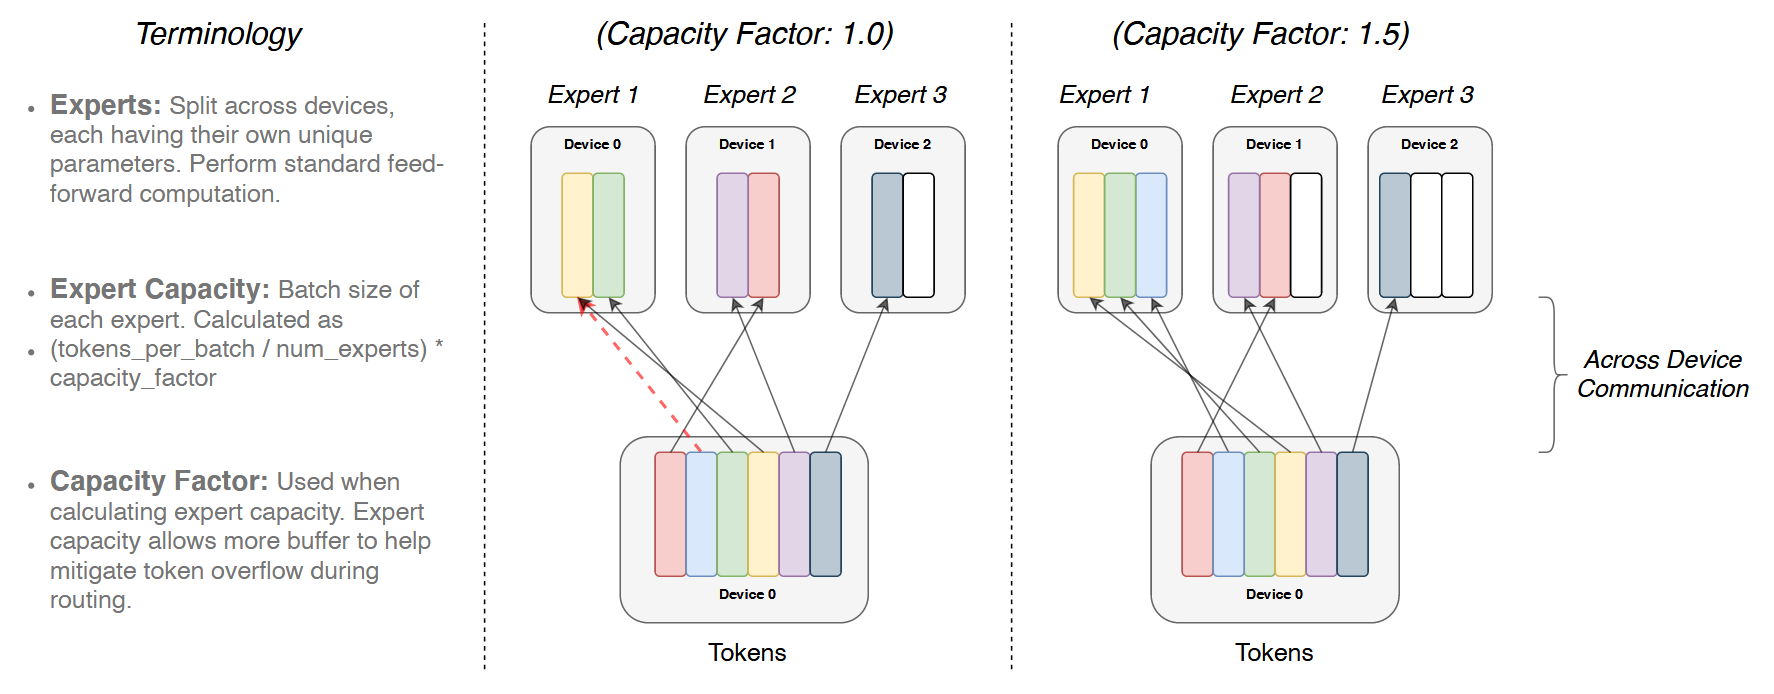 Terminology
• Experts: Split across devices,
each having their own unique
parameters. Perform standard feed-
forward computation.
• Expert Capacity: Batch size of
each expert. Calculated as
• (tokens_per_batch / num_experts) *
capacity_factor
• Capacity Factor: Used when
calculating expert capacity. Expert
capacity allows more buffer to help
mitigate token overflow during
routing.
(Capacity Factor: 1.0)
Expert 1 Expert 2 Expert 3
Device 0 Device 1 Device 2
Device 0
Tokens
(Capacity Factor: 1.5)
Expert 1 Expert 2 Expert 3
Device 0 Device 1 Device 2
Device 0
Tokens
Across Device
Communication